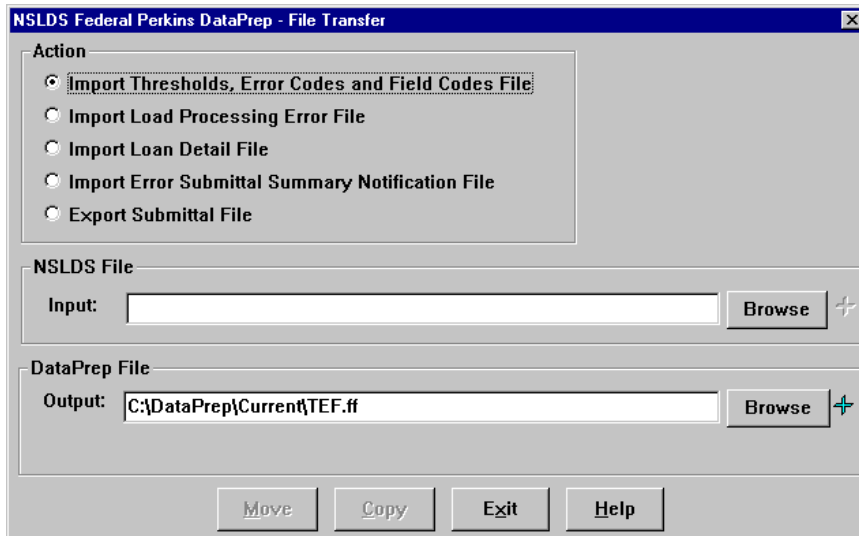 NSLDS Federal Perkins DataPrep - File Transfer
Action
Import Thresholds, Error Codes and Field Codes File
Import Load Processing Error File
Import Loan Detail File
Import Error Submittal Summary Notification File
Export Submittal File
NSLDS File
Input:
Browse
DataPrep File
Output:
C:\DataPrep\Current\TEF.ff
Browse
Move
Copy
Exit
Help